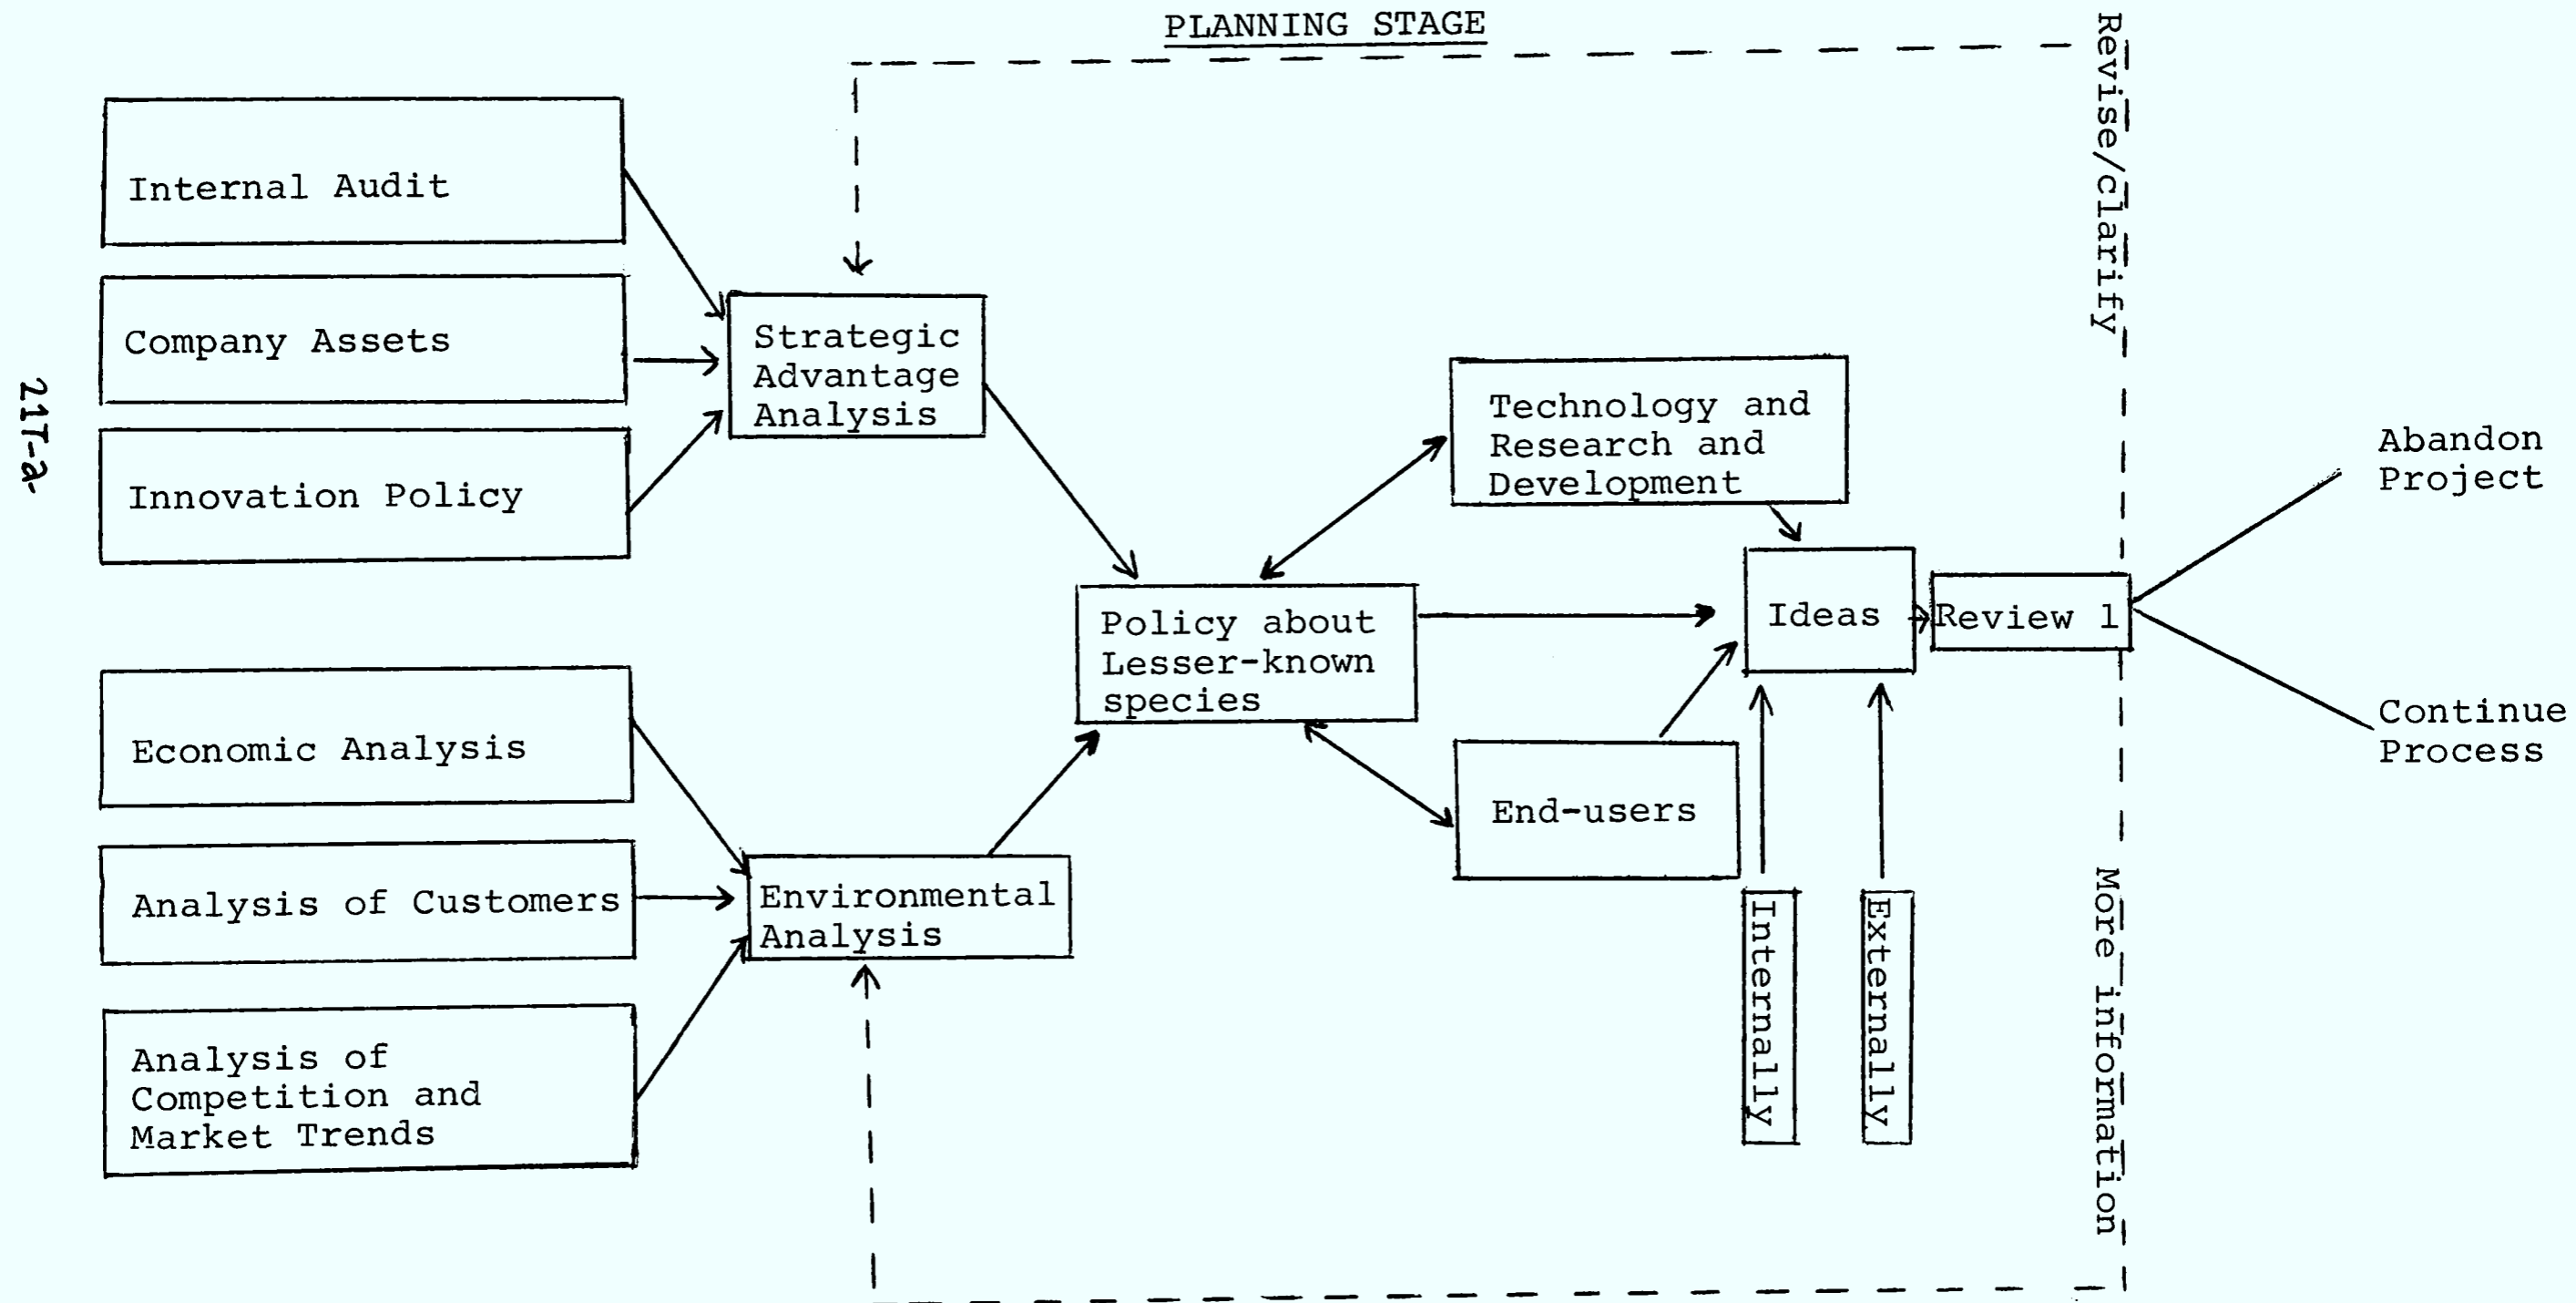 PLANNING STAGE
Internal Audit
Company Assets
Innovation Policy
Strategic
Advantage
Analysis
Economic Analysis
Analysis of Customers
Analysis of
Competition and
Market Trends
Environmental
Analysis
Policy about
Lesser-known
species
Technology and
Research and
Development
End-users
Ideas
Internally
Externally
Review 1
Revise/clarify
More information
Abandon
Project
Continue
Process